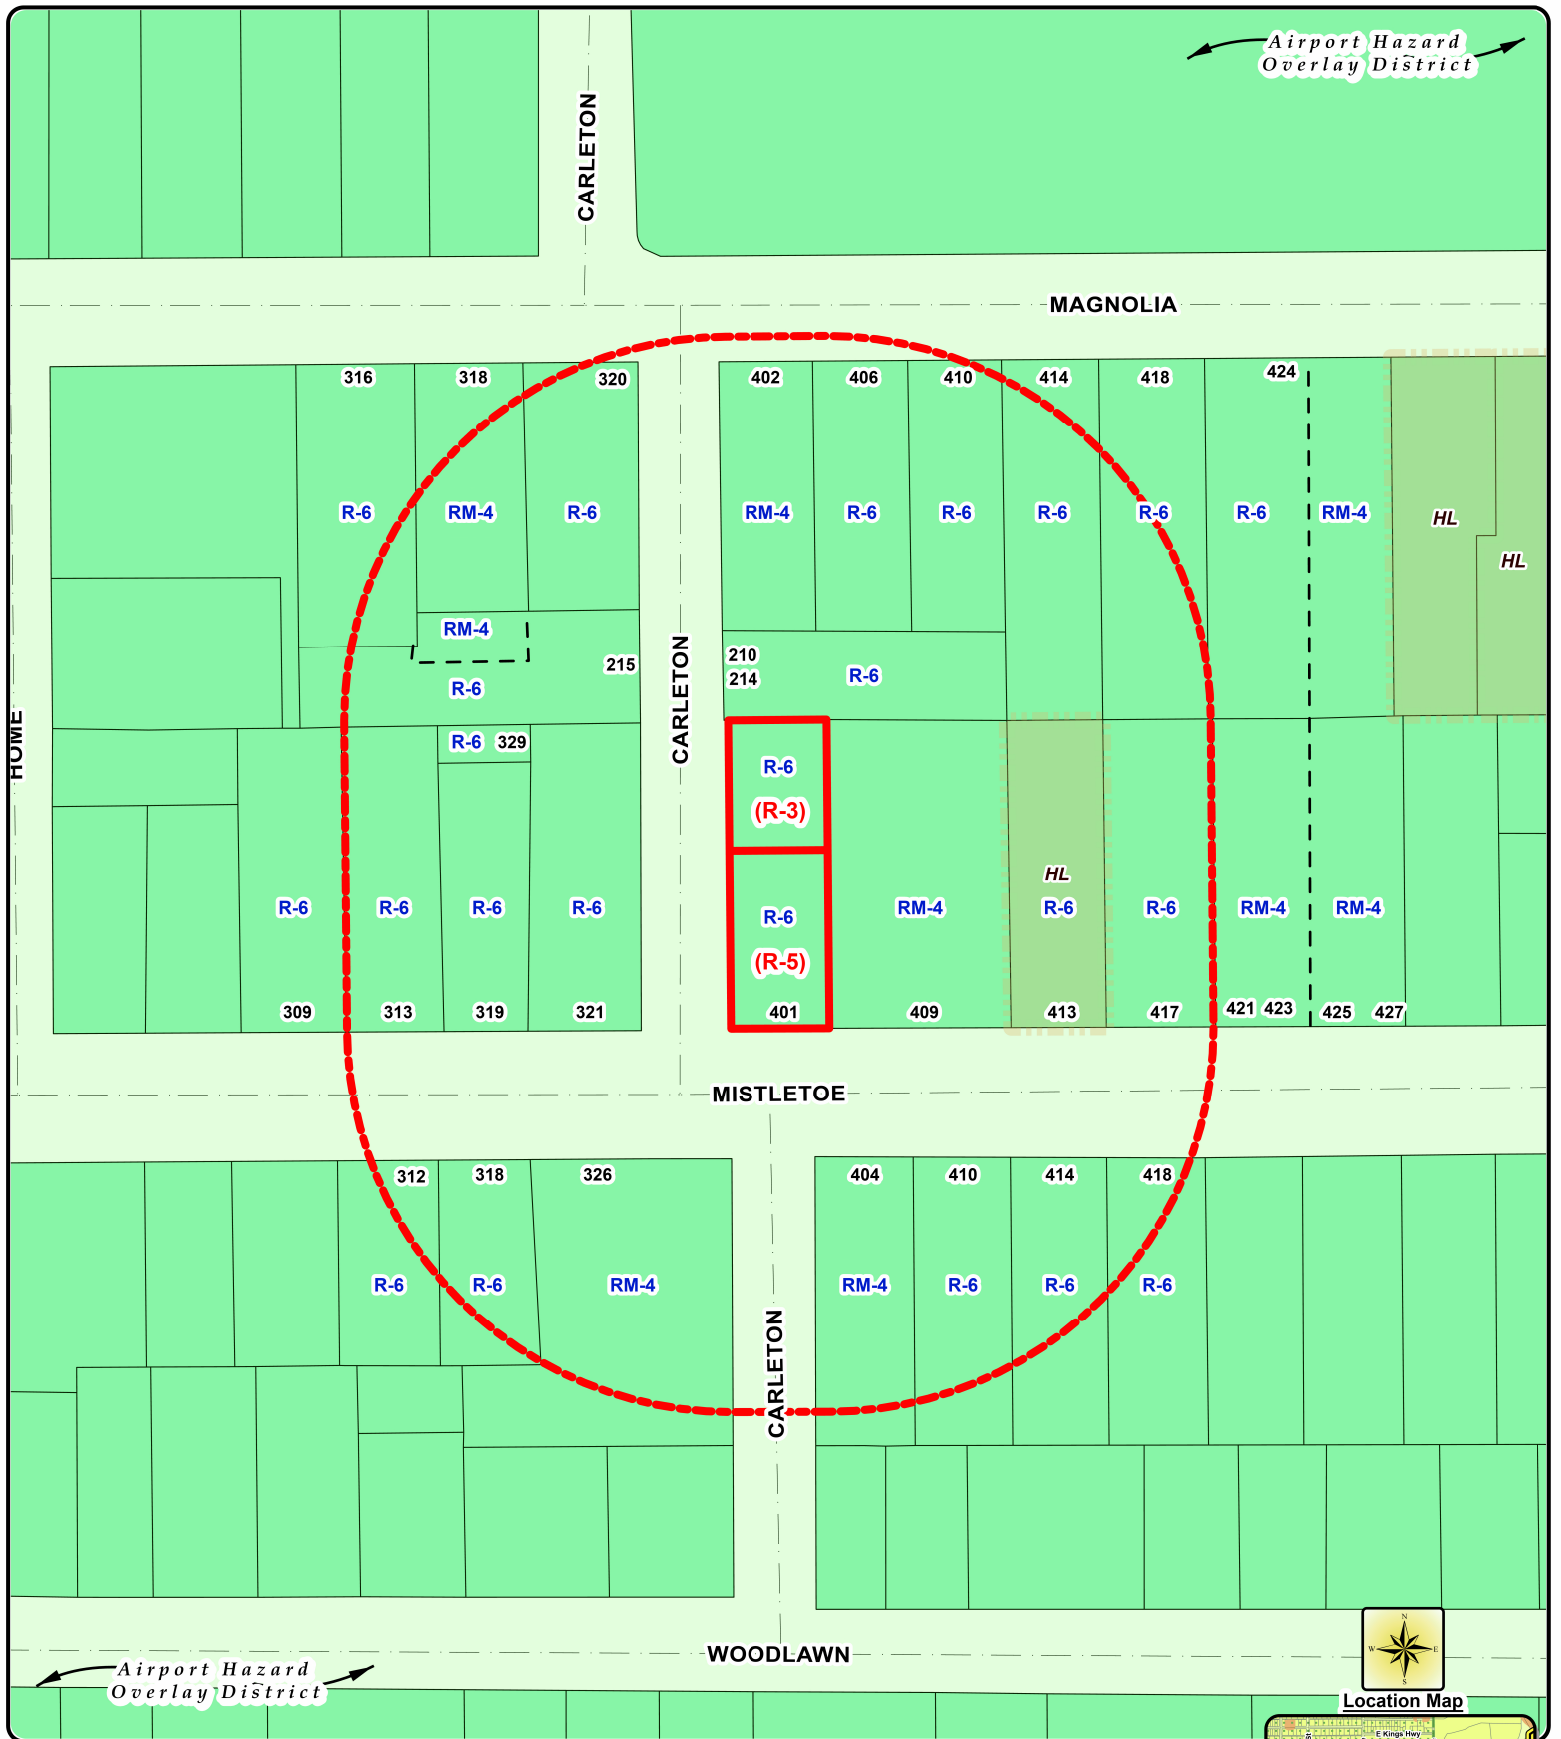 Airport Hazard
Overlay District
CARLETON
MAGNOLIA
316 318 320 402 406 410 414 418 424
R-6 RM-4 R-6 RM-4 R-6 R-6 R-6 R-6 R-6 RM-4 HL
HL
RM-4
215 210
R-6 214 R-6
CARLETON
HOME
R-6 329
R-6
(R-3)
HL
R-6 R-6 R-6 R-6 R-6 RM-4 R-6 R-6 RM-4 RM-4
(R-5)
309 313 319 321 401 409 413 417 421 423 425 427
MISTLETOE
312 318 326 404 410 414 418
R-6 R-6 RM-4 RM-4 R-6 R-6 R-6
CARLETON
WOODLAWN
Airport Hazard
Overlay District
N
W E
S
Location Map
E Kings Hwy